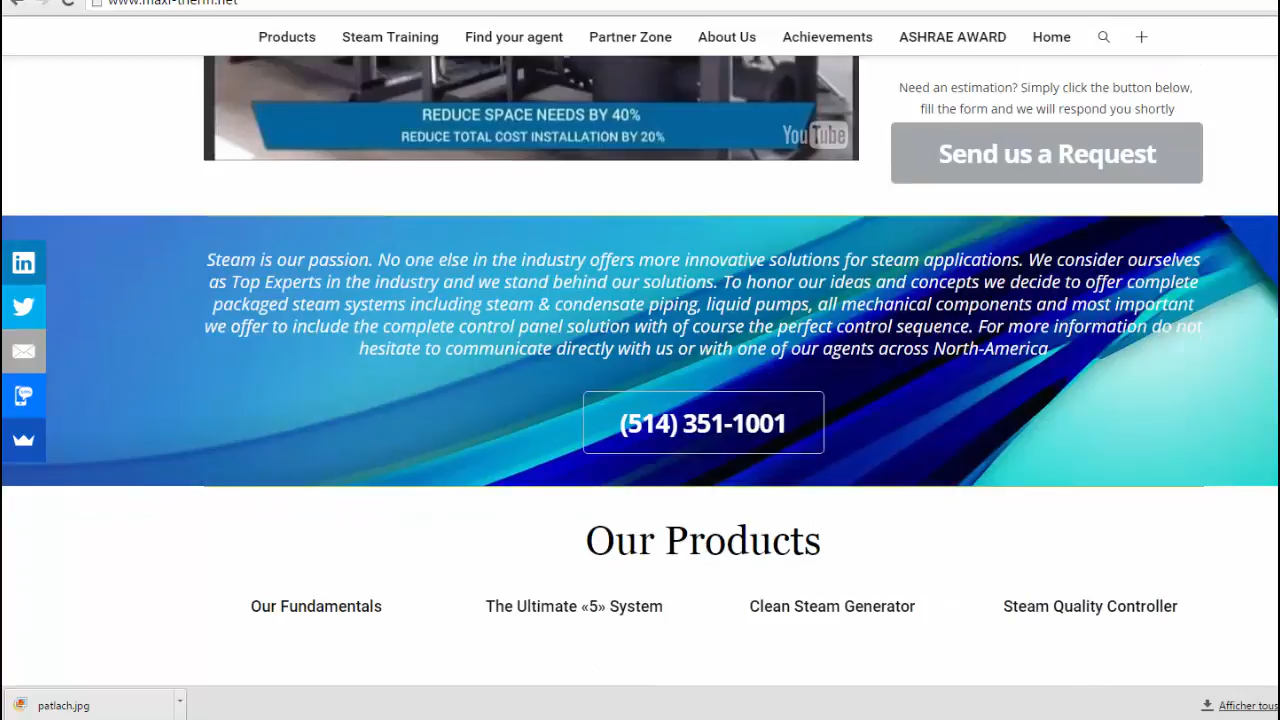 www.maxi-therm.net
Products Steam Training Find your agent Partner Zone About Us Achievements ASHRAE AWARD Home
REDUCE SPACE NEEDS BY 40%
REDUCE TOTAL COST INSTALLATION BY 20%
YouTube
Need an estimation? Simply click the button below,
fill the form and we will respond you shortly
Send us a Request
Steam is our passion. No one else in the industry offers more innovative solutions for steam applications. We consider ourselves
as Top Experts in the industry and we stand behind our solutions. To honor our ideas and concepts we decide to offer complete
packaged steam systems including steam & condensate piping, liquid pumps, all mechanical components and most important
we offer to include the complete control panel solution with of course the perfect control sequence. For more information do not
hesitate to communicate directly with us or with one of our agents across North-America
(514) 351-1001
Our Products
Our Fundamentals The Ultimate «5» System Clean Steam Generator Steam Quality Controller
patlach.jpg
Afficher tous